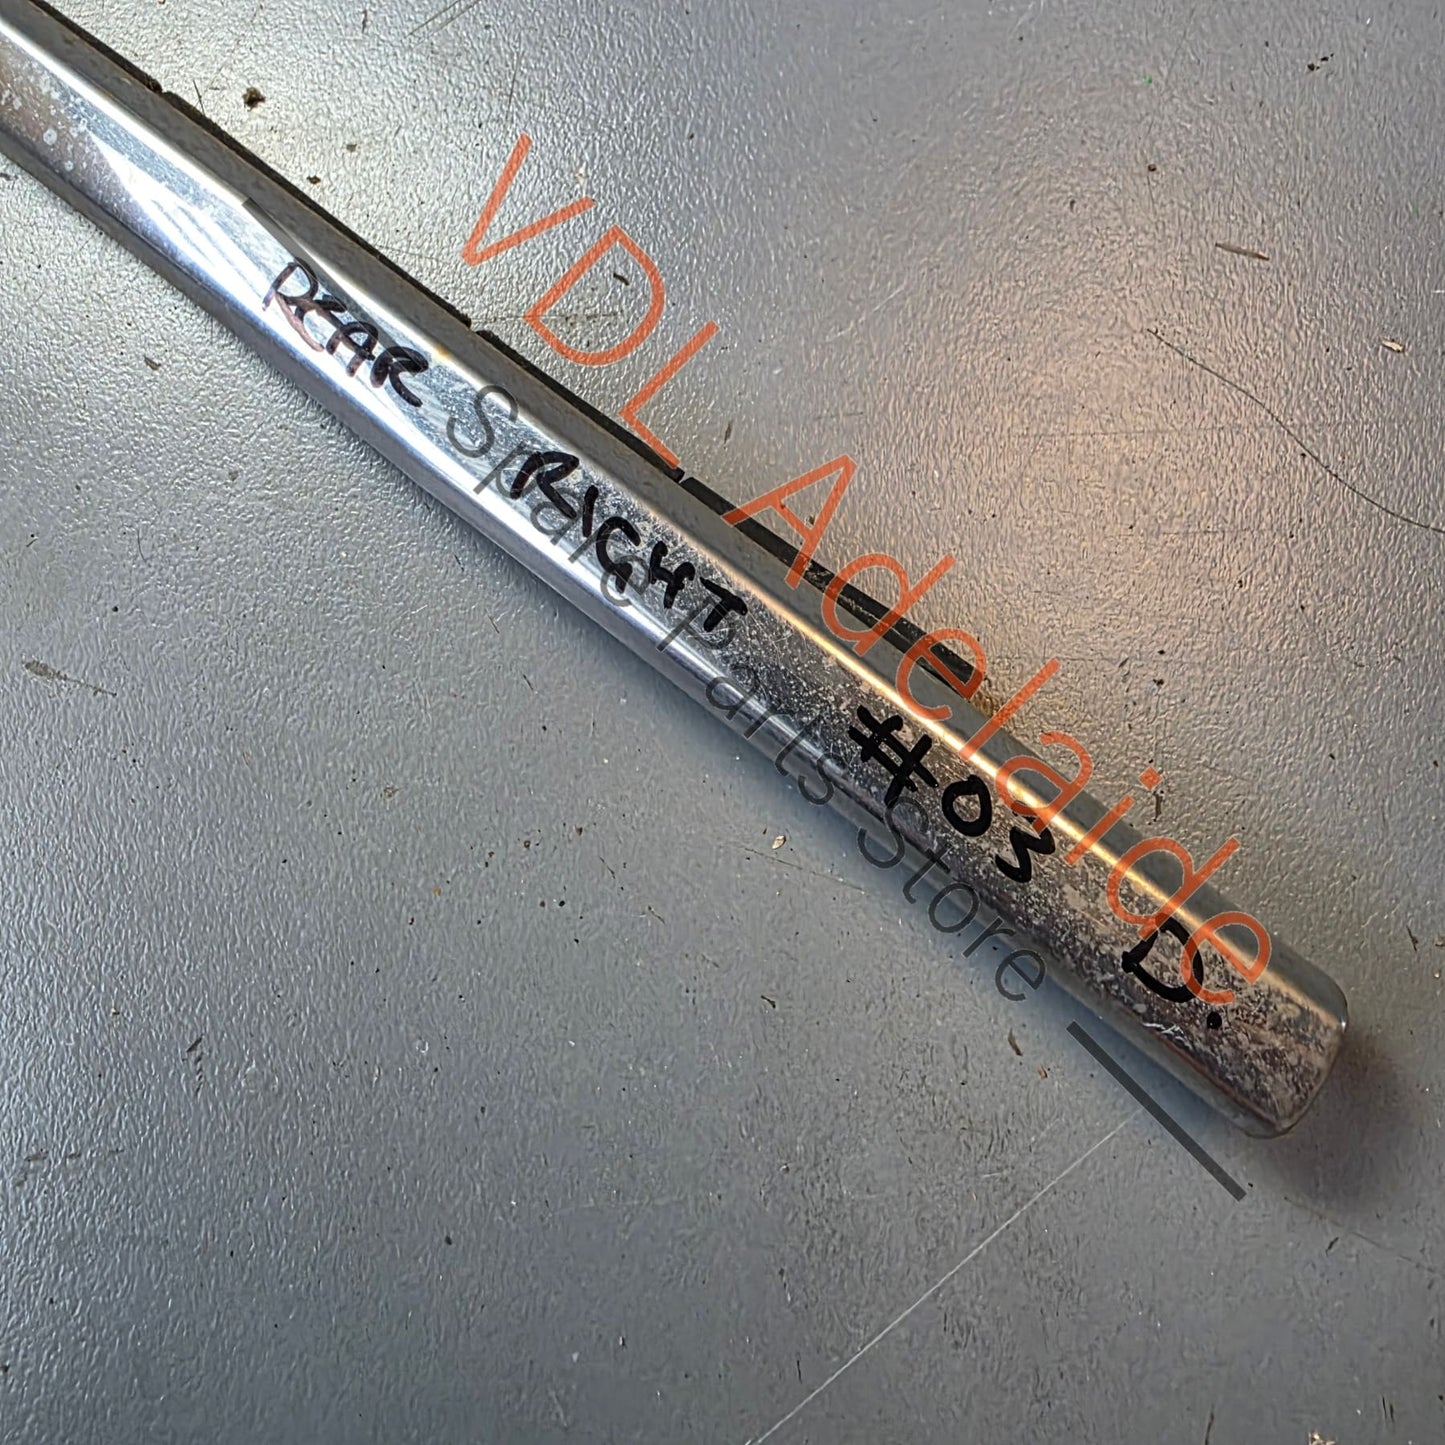 VDL Adelaide
Spare parts Store
REAR RIGHT #03 D.